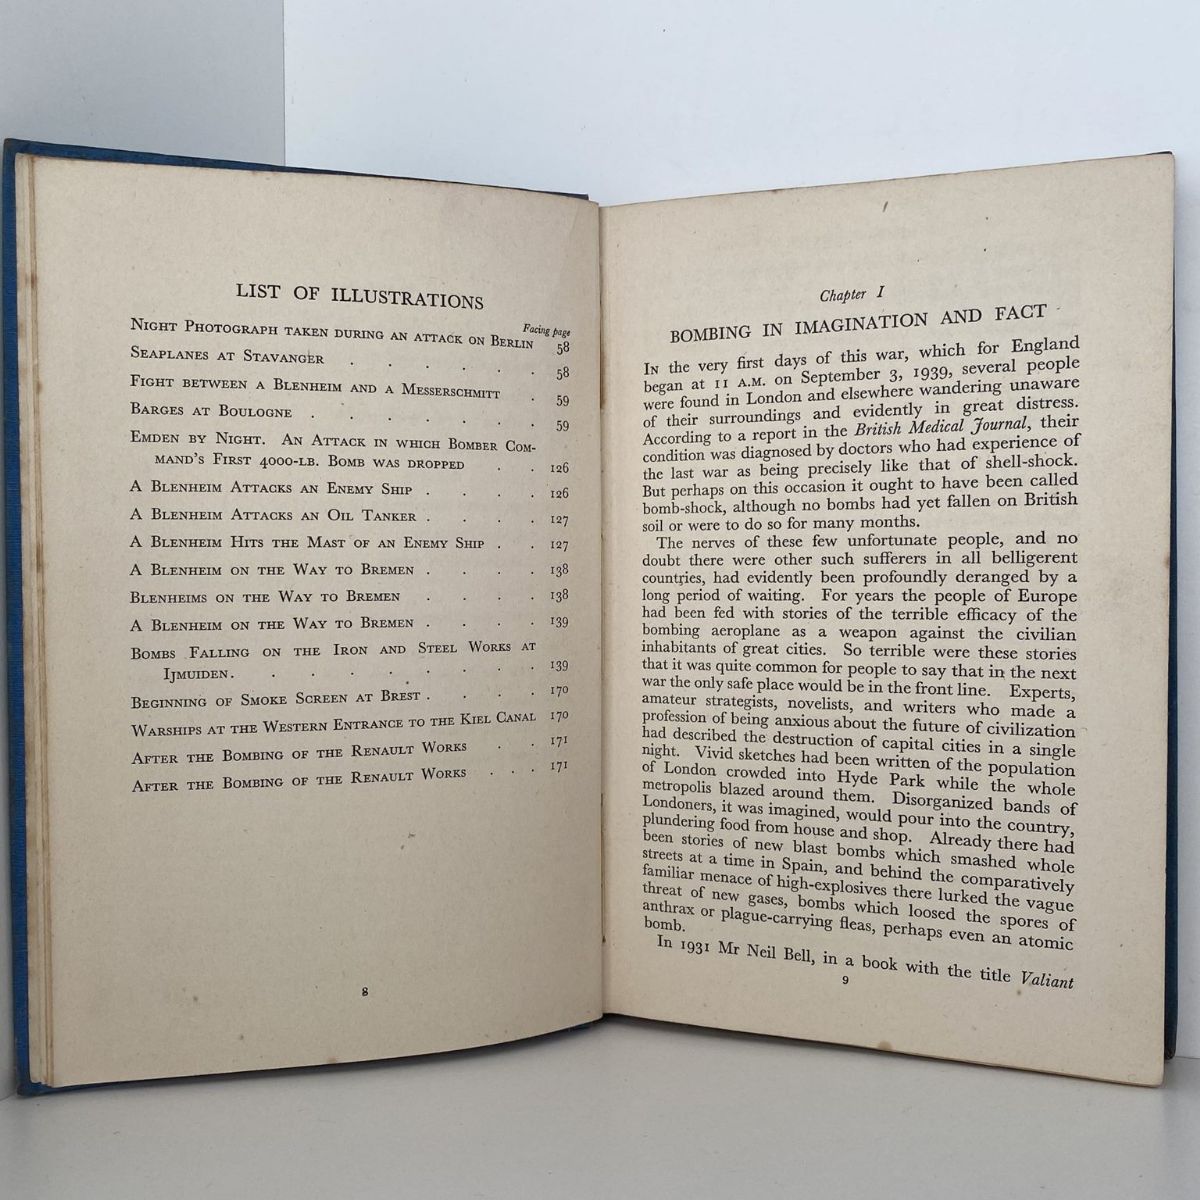 LIST OF ILLUSTRATIONS
Facing page
NIGHT PHOTOGRAPH TAKEN DURING AN ATTACK ON BERLIN 58
SEAPLANES AT STAVANGER . . . . . . 58
FIGHT BETWEEN A BLENHEIM AND A MESSERSCHMITT . 59
BARGES AT BOULOGNE . . . . . . . 59
EMDEN BY NIGHT. AN ATTACK IN WHICH BOMBER COM-
MAND'S FIRST 4000-LB. BOMB WAS DROPPED . . 126
A BLENHEIM ATTACKS AN ENEMY SHIP . . . . 126
A BLENHEIM ATTACKS AN OIL TANKER . . . . 127
A BLENHEIM HITS THE MAST OF AN ENEMY SHIP . . 127
A BLENHEIM ON THE WAY TO BREMEN . . . . 138
BLENHEIMS ON THE WAY TO BREMEN . . . . 138
A BLENHEIM ON THE WAY TO BREMEN . . . . 139
BOMBS FALLING ON THE IRON AND STEEL WORKS AT
IJMUIDEN. . . . . . . . 139
BEGINNING OF SMOKE SCREEN AT BREST . . . . 170
WARSHIPS AT THE WESTERN ENTRANCE TO THE KIEL CANAL 170
AFTER THE BOMBING OF THE RENAULT WORKS . . 171
AFTER THE BOMBING OF THE RENAULT WORKS . . . 171
8
Chapter I
BOMBING IN IMAGINATION AND FACT
IN the very first days of this war, which for England
began at 11 A.M. on September 3, 1939, several people
were found in London and elsewhere wandering unaware
of their surroundings and evidently in great distress.
According to a report in the British Medical Journal, their
condition was diagnosed by doctors who had experience of
the last war as being precisely like that of shell-shock.
But perhaps on this occasion it ought to have been called
bomb-shock, although no bombs had yet fallen on British
soil or were to do so for many months.
The nerves of these few unfortunate people, and no
doubt there were other such sufferers in all belligerent
countries, had evidently been profoundly deranged by a
long period of waiting. For years the people of Europe
had been fed with stories of the terrible efficacy of the
bombing aeroplane as a weapon against the civilian
inhabitants of great cities. So terrible were these stories
that it was quite common for people to say that in the next
war the only safe place would be in the front line. Experts,
amateur strategists, novelists, and writers who made a
profession of being anxious about the future of civilization
had described the destruction of capital cities in a single
night. Vivid sketches had been written of the population
of London crowded into Hyde Park while the whole
metropolis blazed around them. Disorganized bands of
Londoners, it was imagined, would pour into the country,
plundering food from house and shop. Already there had
been stories of new blast bombs which smashed whole
streets at a time in Spain, and behind the comparatively
familiar menace of high-explosives there lurked the vague
threat of new gases, bombs which loosed the spores of
anthrax or plague-carrying fleas, perhaps even an atomic
bomb.
In 1931 Mr Neil Bell, in a book with the title Valiant
9